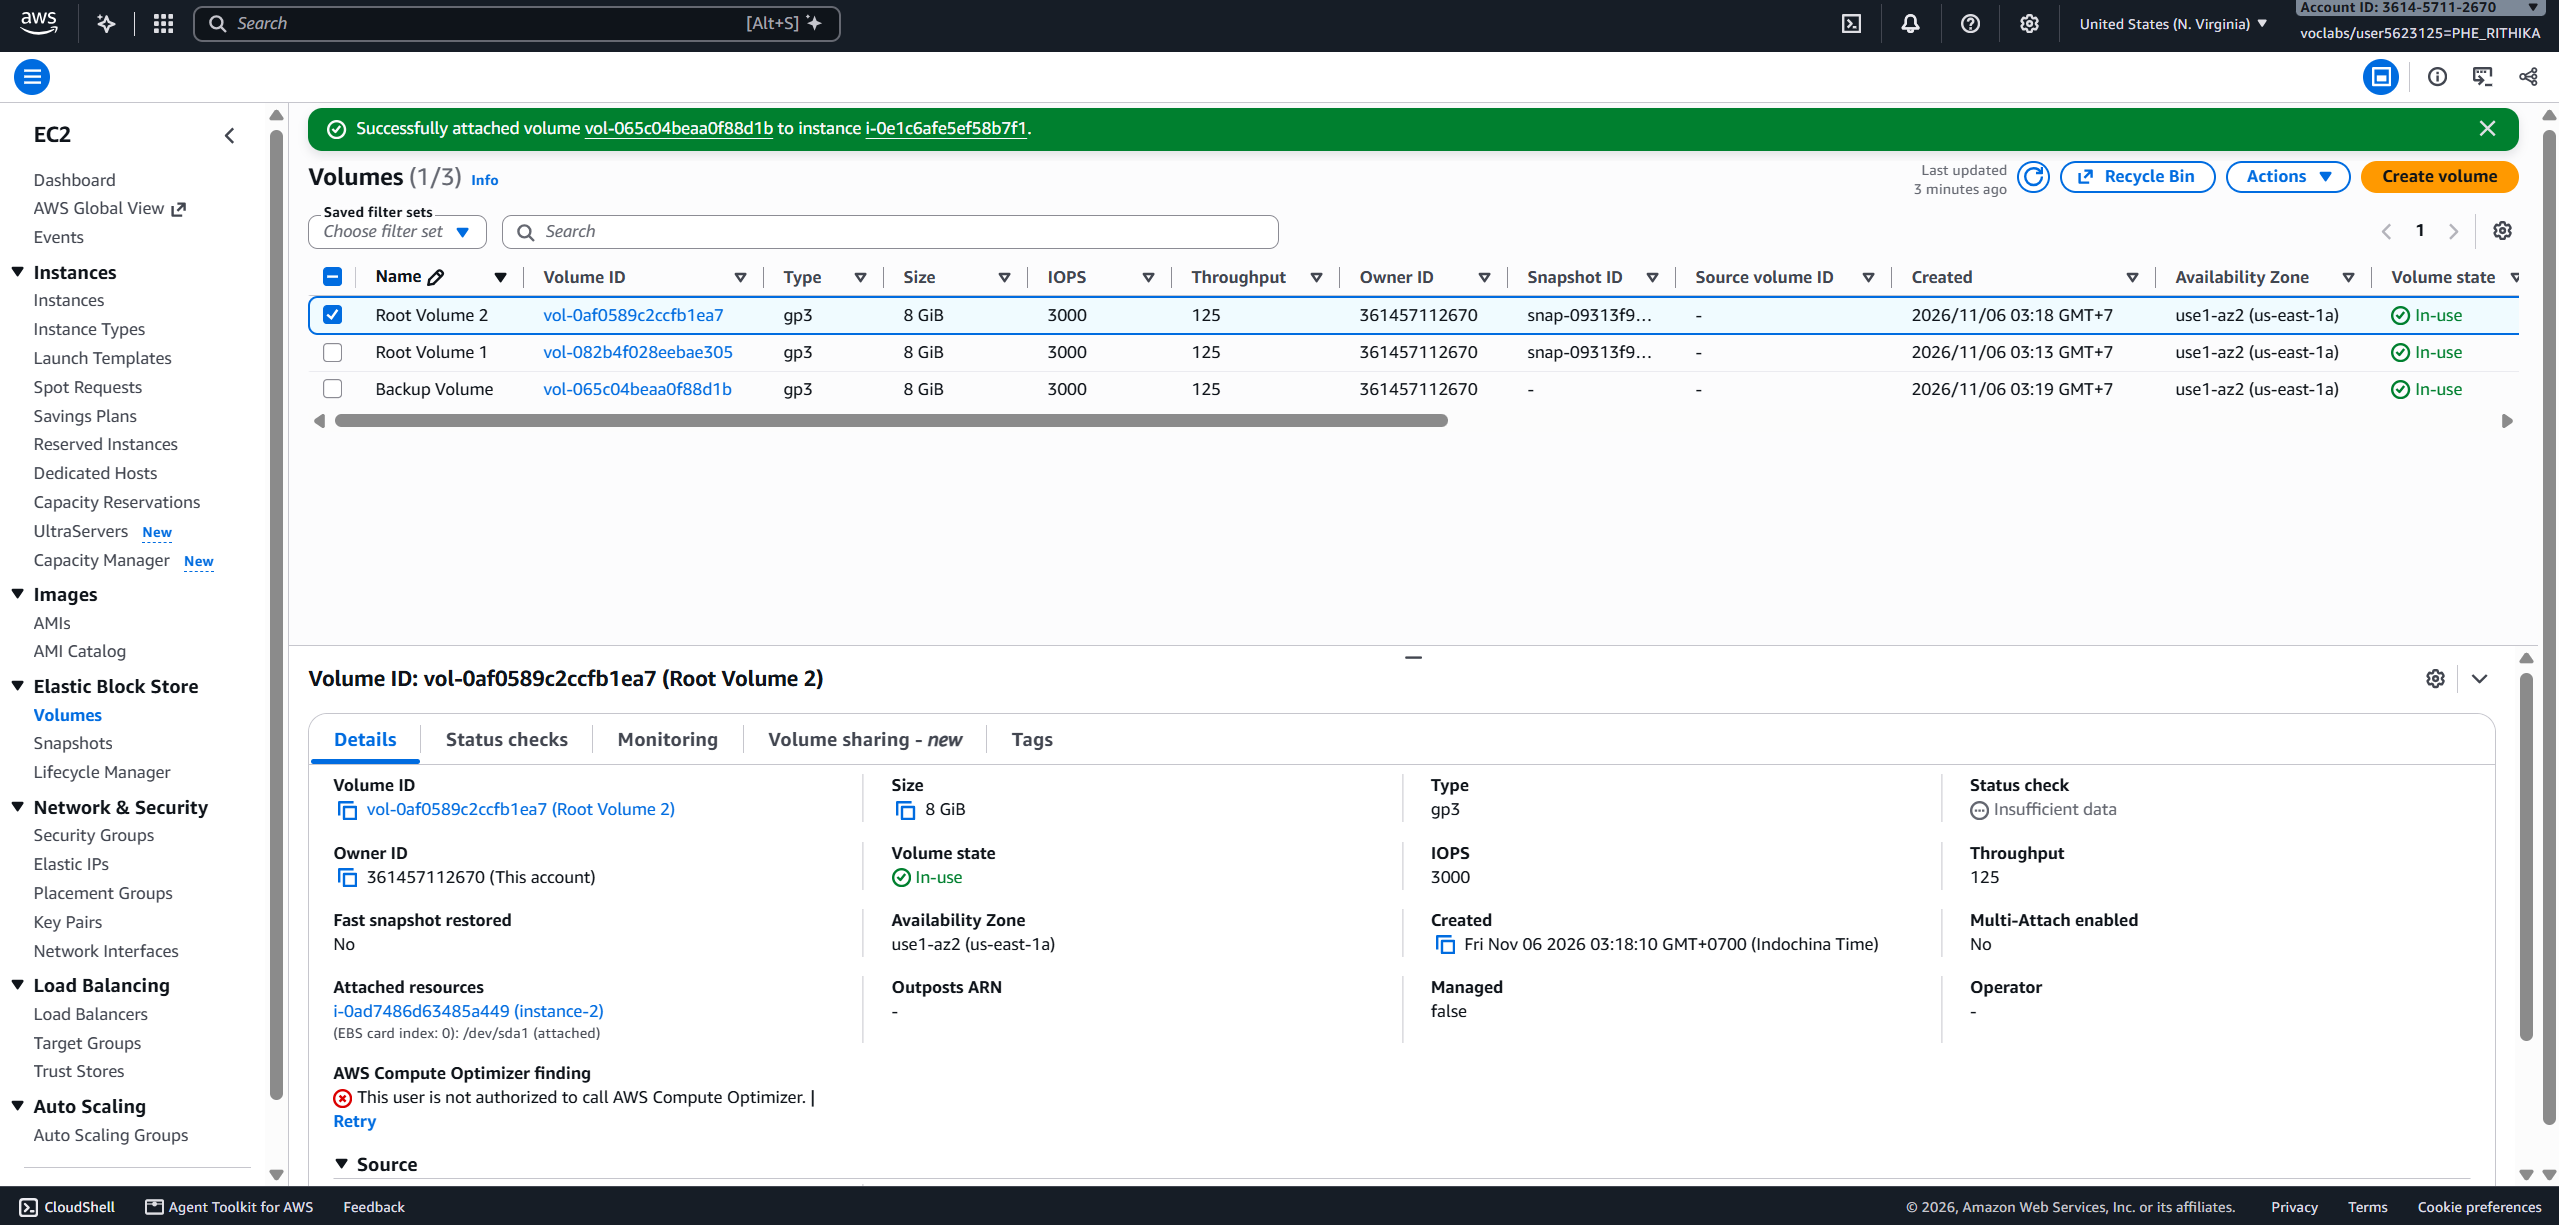 aws
Search [Alt+S]
United States (N. Virginia)
Account ID: 3614-5711-2670
voclabs/user5623125=PHE_RITHIKA
EC2
Dashboard
AWS Global View
Events
Instances
Instances
Instance Types
Launch Templates
Spot Requests
Savings Plans
Reserved Instances
Dedicated Hosts
Capacity Reservations
UltraServers New
Capacity Manager New
Images
AMIs
AMI Catalog
Elastic Block Store
Volumes
Snapshots
Lifecycle Manager
Network & Security
Security Groups
Elastic IPs
Placement Groups
Key Pairs
Network Interfaces
Load Balancing
Load Balancers
Target Groups
Trust Stores
Auto Scaling
Auto Scaling Groups
Successfully attached volume vol-065c04beaa0f88d1b to instance i-0e1c6afe5ef58b7f1.
Volumes (1/3) Info
Last updated
3 minutes ago
Recycle Bin
Actions
Create volume
Saved filter sets
Choose filter set
Search
1
Name Volume ID Type Size IOPS Throughput Owner ID Snapshot ID Source volume ID Created Availability Zone Volume state
Root Volume 2 vol-0af0589c2ccfb1ea7 gp3 8 GiB 3000 125 361457112670 snap-09313f9... - 2026/11/06 03:18 GMT+7 use1-az2 (us-east-1a) In-use
Root Volume 1 vol-082b4f028eebae305 gp3 8 GiB 3000 125 361457112670 snap-09313f9... - 2026/11/06 03:13 GMT+7 use1-az2 (us-east-1a) In-use
Backup Volume vol-065c04beaa0f88d1b gp3 8 GiB 3000 125 361457112670 - - 2026/11/06 03:19 GMT+7 use1-az2 (us-east-1a) In-use
Volume ID: vol-0af0589c2ccfb1ea7 (Root Volume 2)
Details Status checks Monitoring Volume sharing - new Tags
Volume ID
vol-0af0589c2ccfb1ea7 (Root Volume 2)
Size
8 GiB
Type
gp3
Status check
Insufficient data
Owner ID
361457112670 (This account)
Volume state
In-use
IOPS
3000
Throughput
125
Fast snapshot restored
No
Availability Zone
use1-az2 (us-east-1a)
Created
Fri Nov 06 2026 03:18:10 GMT+0700 (Indochina Time)
Multi-Attach enabled
No
Attached resources
i-0ad7486d63485a449 (instance-2)
(EBS card index: 0): /dev/sda1 (attached)
Outposts ARN
-
Managed
false
Operator
-
AWS Compute Optimizer finding
This user is not authorized to call AWS Compute Optimizer. |
Retry
Source
CloudShell Agent Toolkit for AWS Feedback
© 2026, Amazon Web Services, Inc. or its affiliates. Privacy Terms Cookie preferences